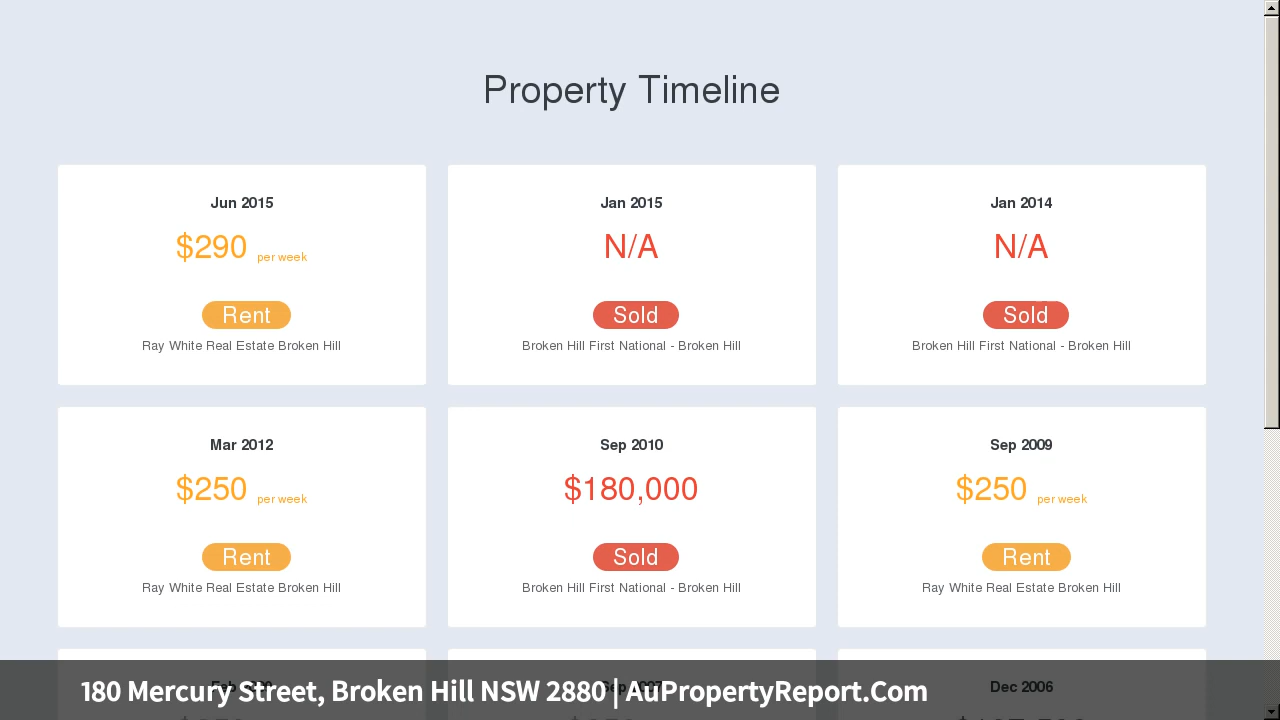 Property Timeline
Jun 2015
$290 per week
Rent
Ray White Real Estate Broken Hill
Jan 2015
N/A
Sold
Broken Hill First National - Broken Hill
Jan 2014
N/A
Sold
Broken Hill First National - Broken Hill
Mar 2012
$250 per week
Rent
Ray White Real Estate Broken Hill
Sep 2010
$180,000
Sold
Broken Hill First National - Broken Hill
Sep 2009
$250 per week
Rent
Ray White Real Estate Broken Hill
Dec 2006
180 Mercury Street, Broken Hill NSW 2880 | AuPropertyReport.Com